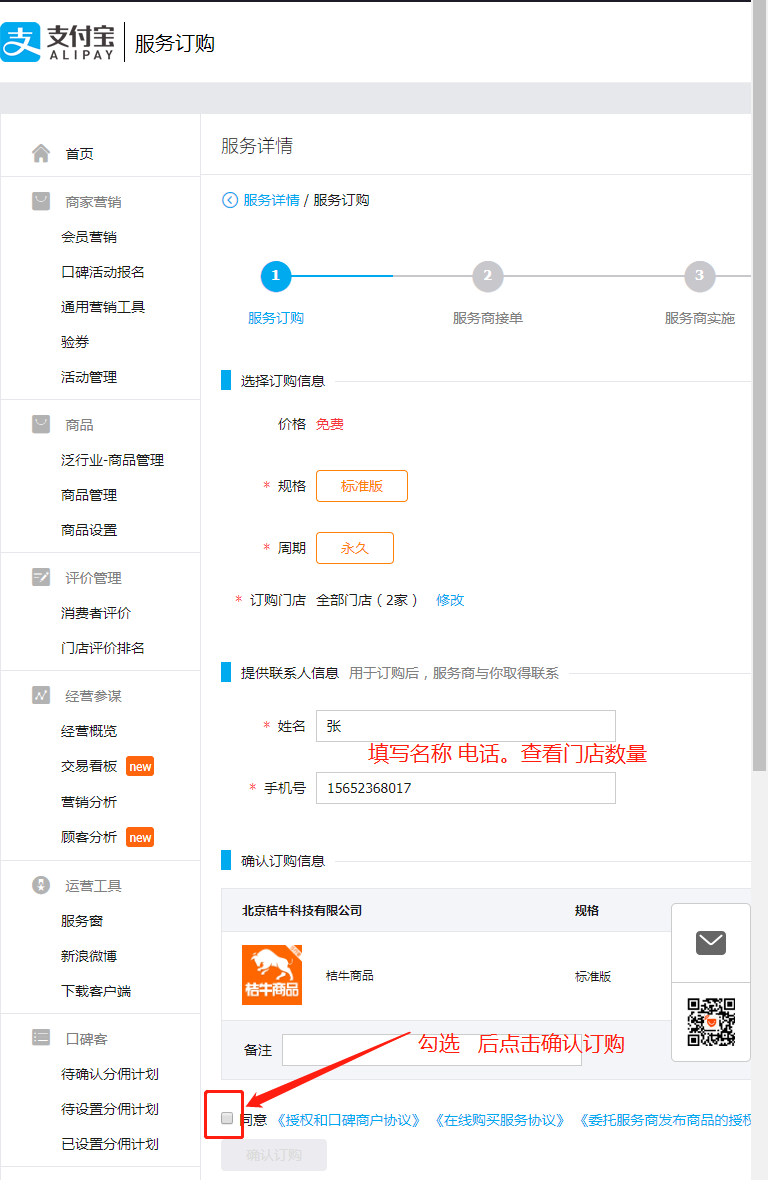 支付宝 ALIPAY 服务订购
首页
商家营销
会员营销
口碑活动报名
通用营销工具
验券
活动管理
商品
泛行业-商品管理
商品管理
商品设置
评价管理
消费者评价
门店评价排名
经营参谋
经营概览
交易看板 new
营销分析
顾客分析 new
运营工具
服务窗
新浪微博
下载客户端
口碑客
待确认分佣计划
待设置分佣计划
已设置分佣计划
服务详情
服务详情 / 服务订购
1 2 3
服务订购 服务商接单 服务商实施
选择订购信息
价格 免费
* 规格 标准版
* 周期 永久
* 订购门店 全部门店(2家) 修改
提供联系人信息 用于订购后,服务商与你取得联系
* 姓名 张
填写名称 电话。查看门店数量
* 手机号 15652368017
确认订购信息
北京桔牛科技有限公司 规格
桔牛商品 桔牛商品 标准版
备注
勾选 后点击确认订购
同意 《授权和口碑商户协议》 《在线购买服务协议》 《委托服务商发布商品的授权
确认订购